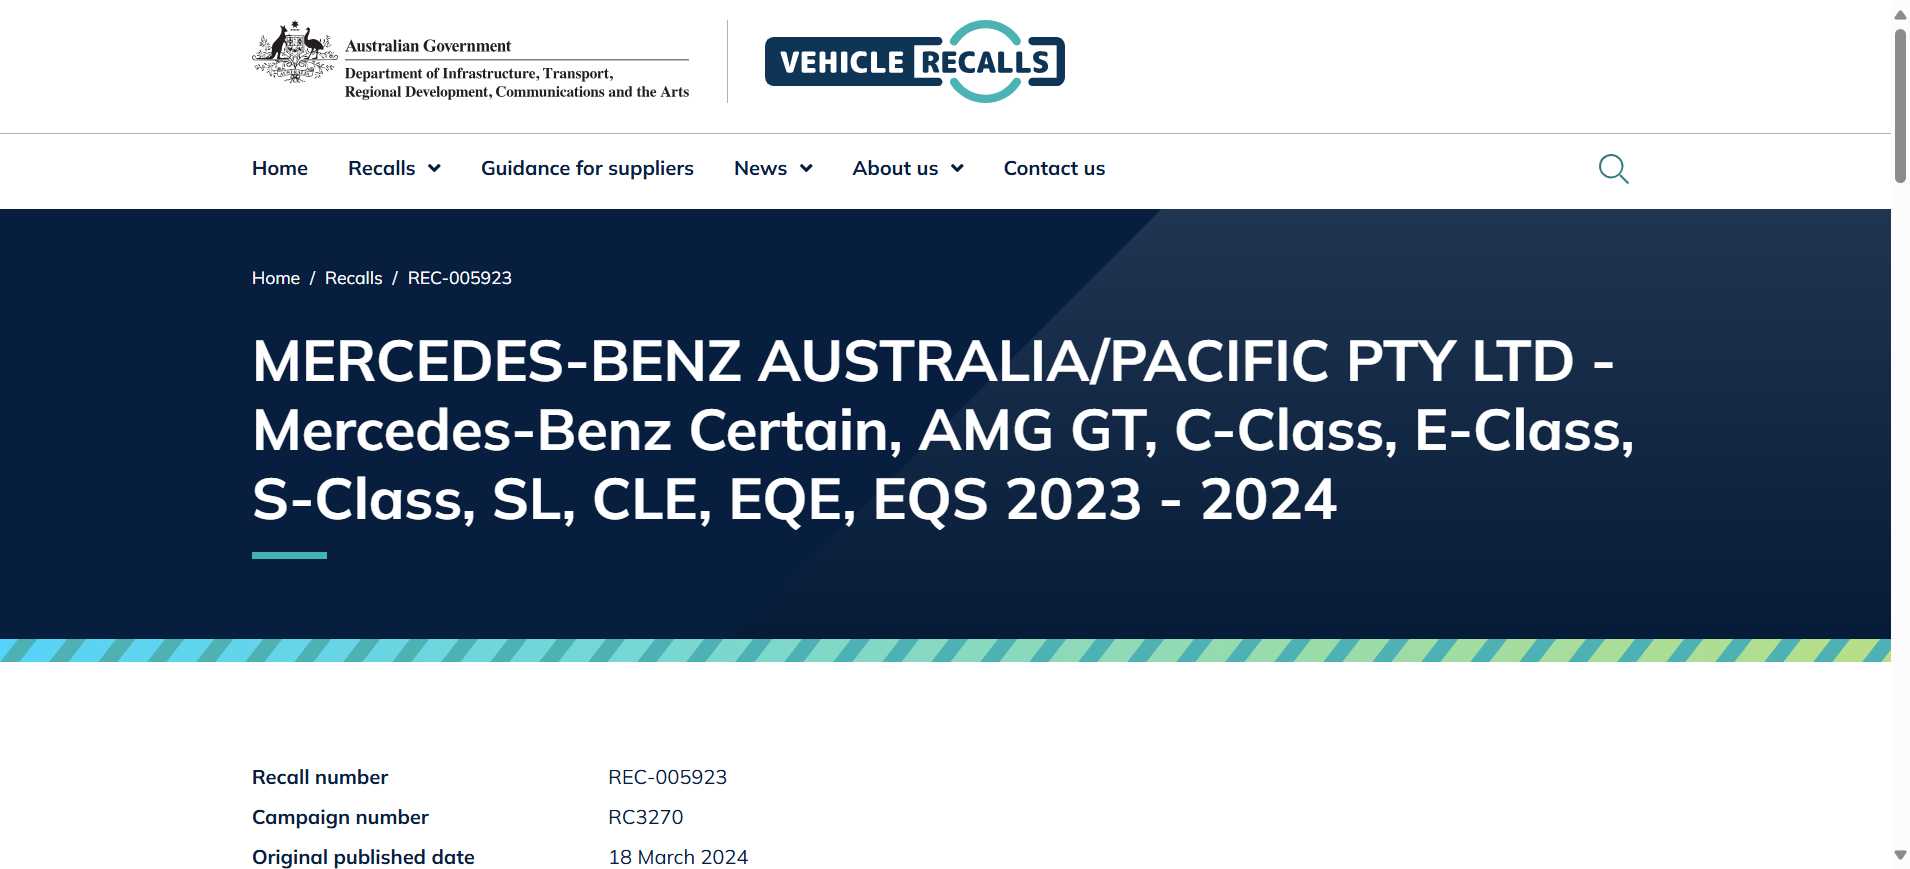 Australian Government
Department of Infrastructure, Transport,
Regional Development, Communications and the Arts
VEHICLE RECALLS
Home Recalls Guidance for suppliers News About us Contact us
Home / Recalls / REC-005923
MERCEDES-BENZ AUSTRALIA/PACIFIC PTY LTD -
Mercedes-Benz Certain, AMG GT, C-Class, E-Class,
S-Class, SL, CLE, EQE, EQS 2023 - 2024
Recall number REC-005923
Campaign number RC3270
Original published date 18 March 2024